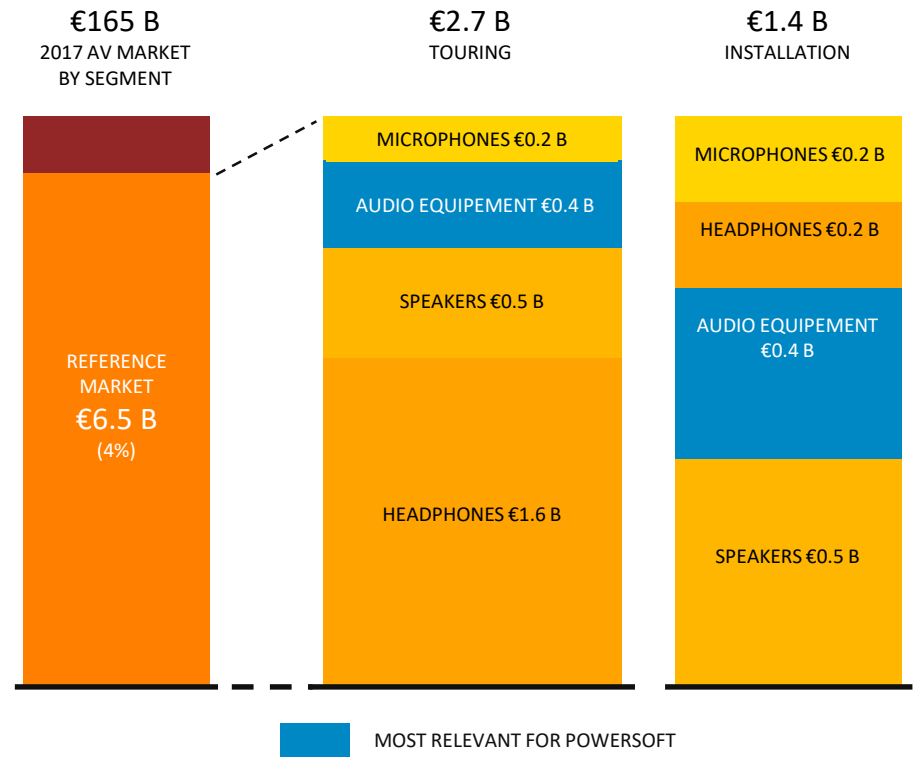 €165 B
2017 AV MARKET
BY SEGMENT
€2.7 B
TOURING
€1.4 B
INSTALLATION
REFERENCE
MARKET
€6.5 B
(4%)
MICROPHONES €0.2 B
AUDIO EQUIPEMENT €0.4 B
SPEAKERS €0.5 B
HEADPHONES €1.6 B
MICROPHONES €0.2 B
HEADPHONES €0.2 B
AUDIO EQUIPEMENT
€0.4 B
SPEAKERS €0.5 B
MOST RELEVANT FOR POWERSOFT